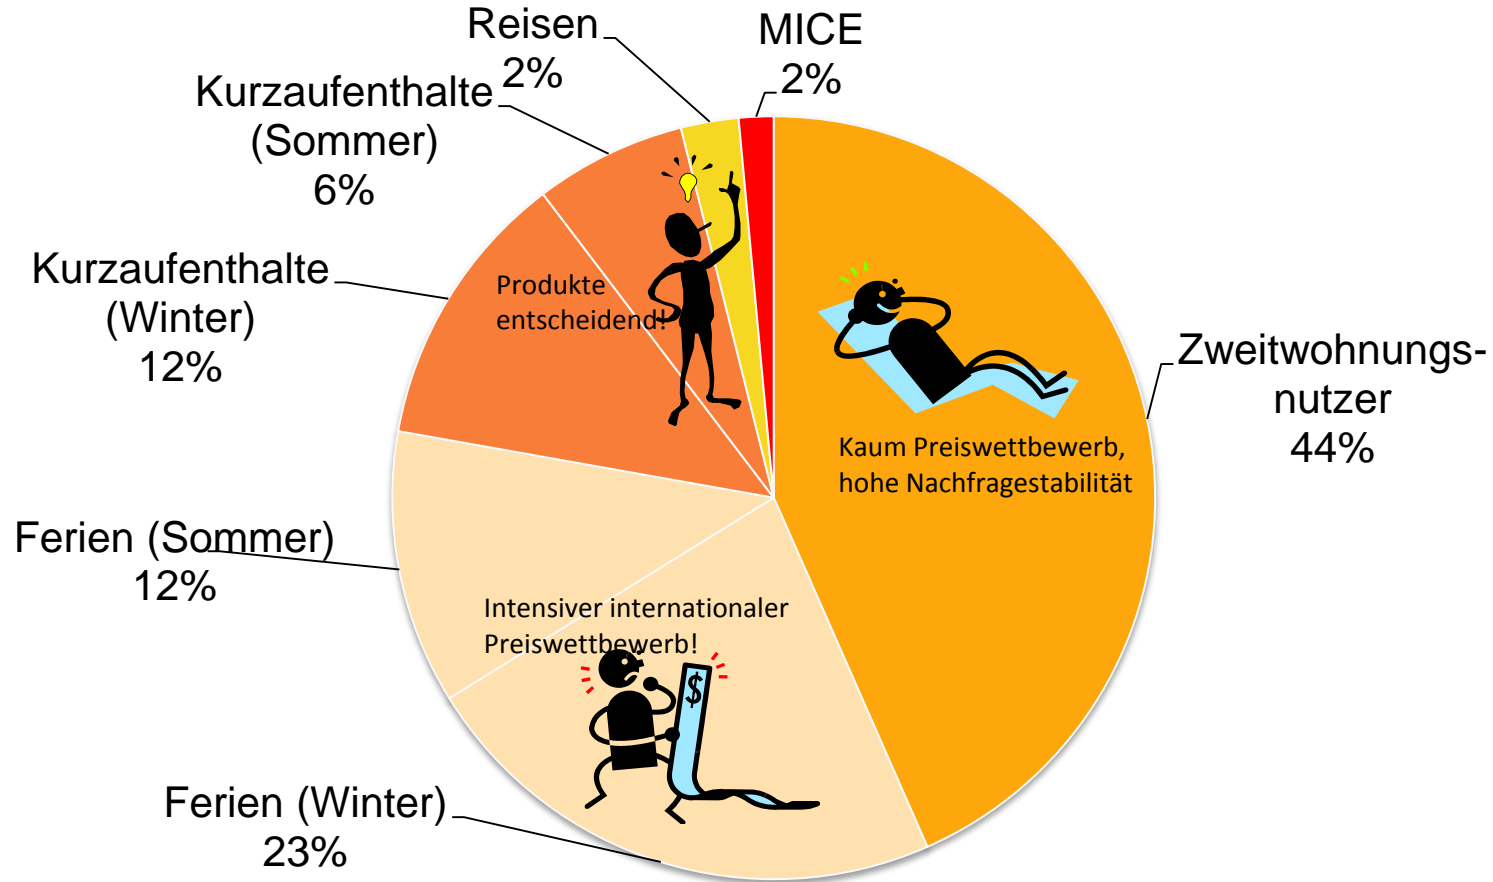 Reisen
2%
MICE
2%
Kurzaufenthalte
(Sommer)
6%
Kurzaufenthalte
(Winter)
12%
Produkte
entscheidend!
Zweitwohnungs-
nutzer
44%
Kaum Preiswettbewerb,
hohe Nachfragestabilität
Ferien (Sommer)
12%
Intensiver internationaler
Preiswettbewerb!
$
Ferien (Winter)
23%